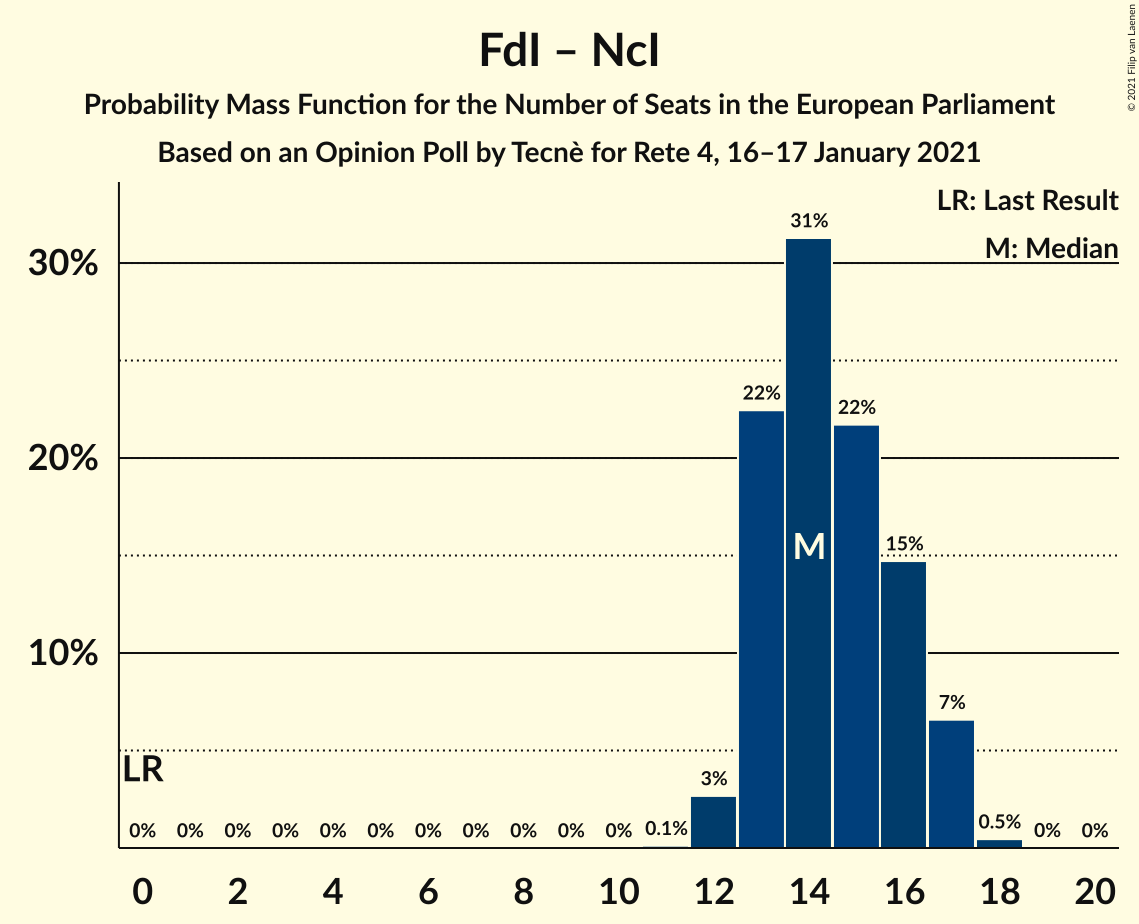 FdI – NcI
Probability Mass Function for the Number of Seats in the European Parliament
Based on an Opinion Poll by Tecnè for Rete 4, 16–17 January 2021
© 2021 Filip van Laenen
LR: Last Result
M: Median
30%
20%
10%
31%
22%
22%
15%
7%
3%
0.5%
0.1%
M
LR
0% 0% 0% 0% 0% 0% 0% 0% 0% 0% 0% 0% 0%
0 2 4 6 8 10 12 14 16 18 20